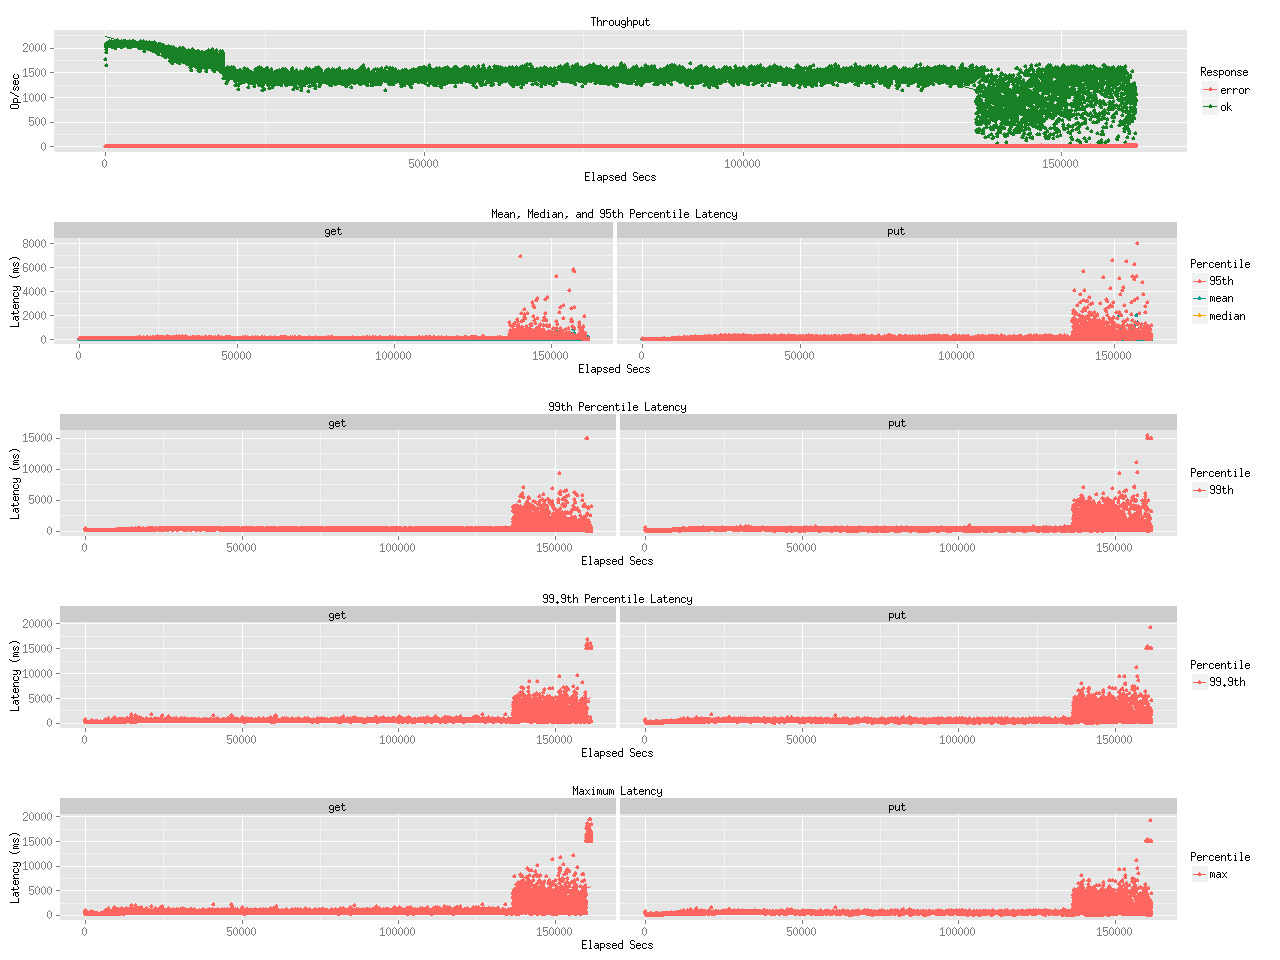 Throughput
Op/sec
2000
1500
1000
500
0
0 50000 100000 150000
Elapsed Secs
Response
error
ok
Mean, Median, and 95th Percentile Latency
get put
Latency (ms)
8000
6000
4000
2000
0
0 50000 100000 150000 0 50000 100000 150000
Elapsed Secs
Percentile
95th
mean
median
99th Percentile Latency
get put
Latency (ms)
15000
10000
5000
0
0 50000 100000 150000 0 50000 100000 150000
Elapsed Secs
Percentile
99th
99.9th Percentile Latency
get put
Latency (ms)
20000
15000
10000
5000
0
0 50000 100000 150000 0 50000 100000 150000
Elapsed Secs
Percentile
99.9th
Maximum Latency
get put
Latency (ms)
20000
15000
10000
5000
0
0 50000 100000 150000 0 50000 100000 150000
Elapsed Secs
Percentile
max